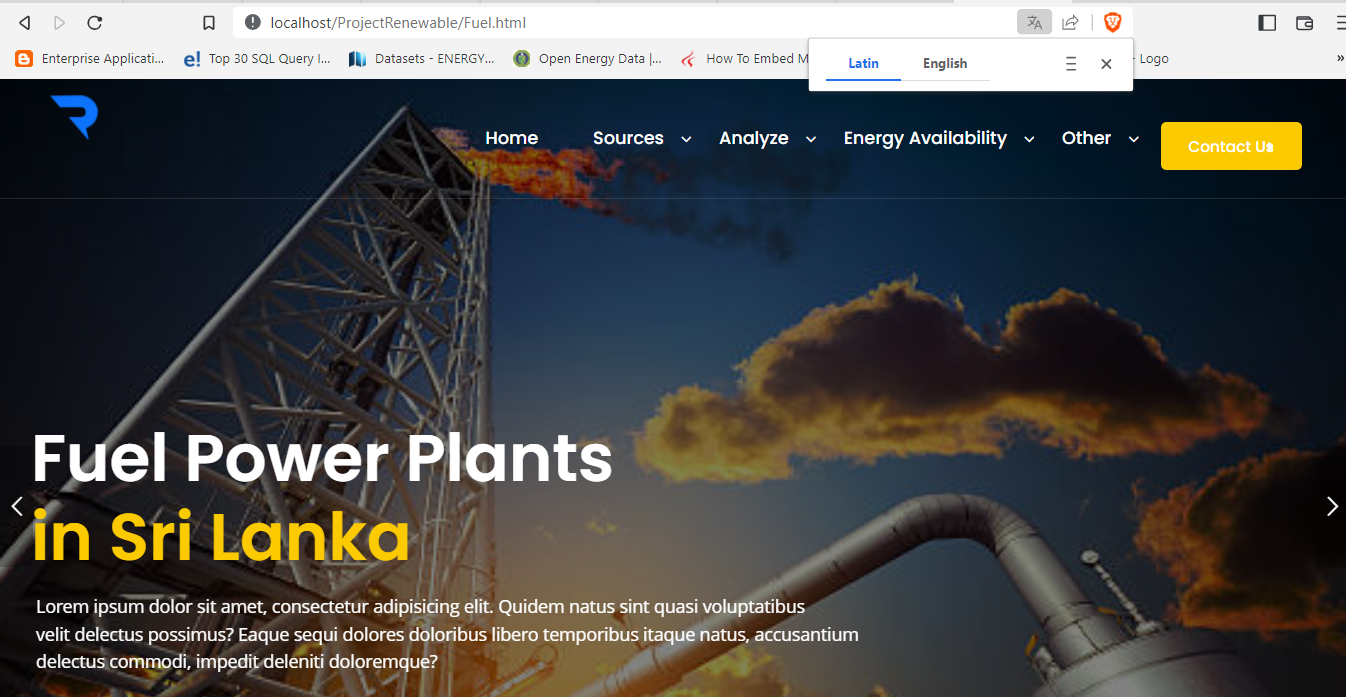 localhost/ProjectRenewable/Fuel.html
Enterprise Applicati... Top 30 SQL Query I... Datasets - ENERGY... Open Energy Data |... How To Embed M - Logo »
Latin English
Home Sources Analyze Energy Availability Other Contact Us
Fuel Power Plants
in Sri Lanka
Lorem ipsum dolor sit amet, consectetur adipisicing elit. Quidem natus sint quasi voluptatibus
velit delectus possimus? Eaque sequi dolores doloribus libero temporibus itaque natus, accusantium
delectus commodi, impedit deleniti doloremque?